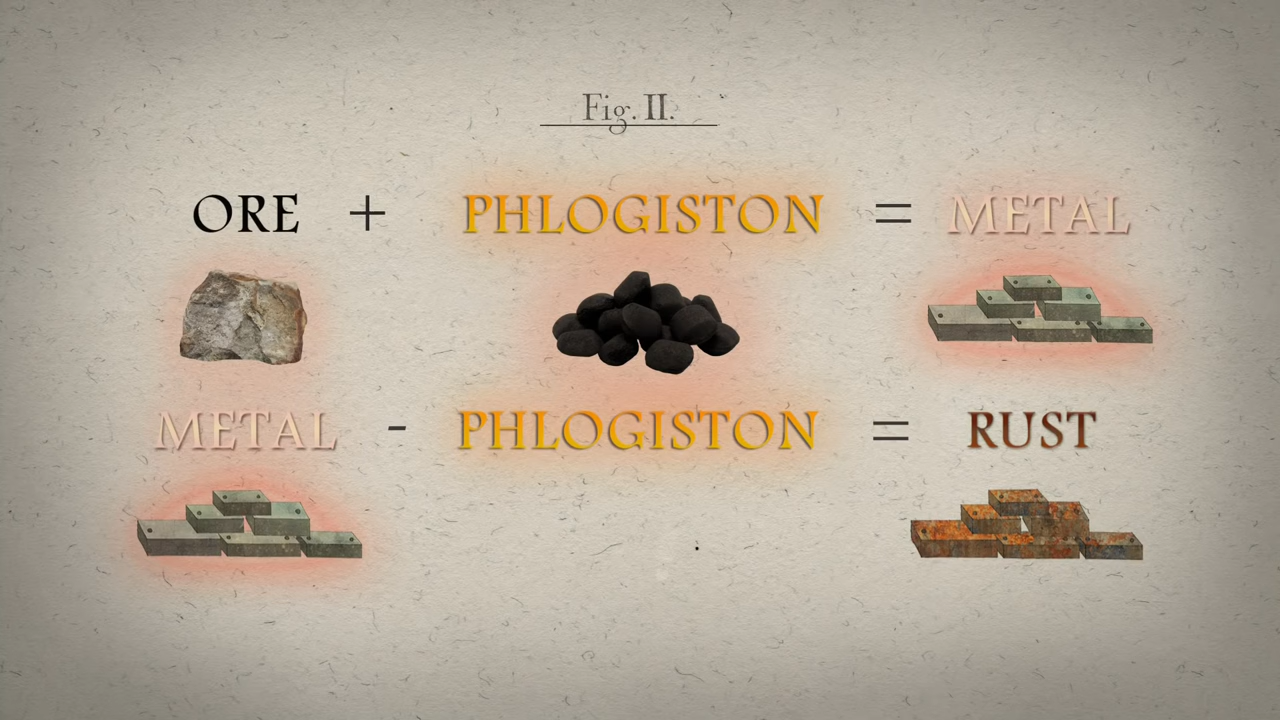 Fig. II.
ORE + PHLOGISTON = METAL
METAL - PHLOGISTON = RUST